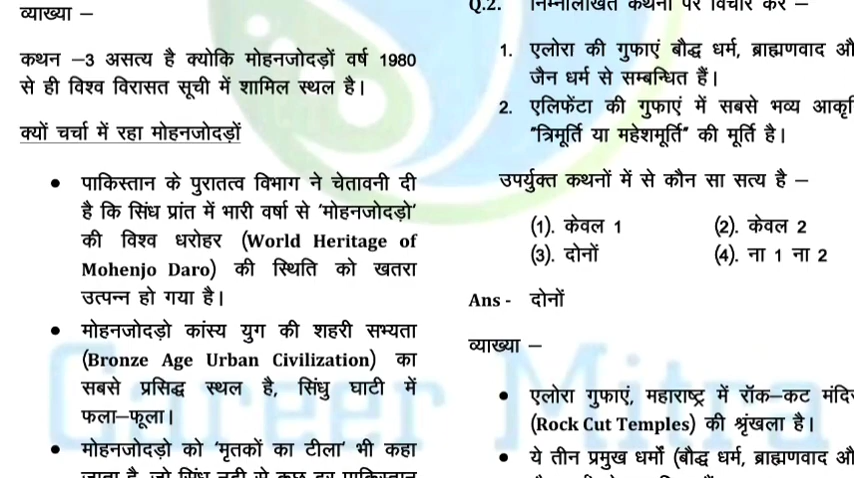 व्याख्या –
कथन –3 असत्य है क्योकि मोहनजोदड़ों वर्ष 1980
से ही विश्व विरासत सूची में शामिल स्थल है।
क्यों चर्चा में रहा मोहनजोदड़ों
• पाकिस्तान के पुरातत्व विभाग ने चेतावनी दी
है कि सिंध प्रांत में भारी वर्षा से 'मोहनजोदड़ो'
की विश्व धरोहर (World Heritage of
Mohenjo Daro) की स्थिति को खतरा
उत्पन्न हो गया है।
• मोहनजोदड़ो कांस्य युग की शहरी सभ्यता
(Bronze Age Urban Civilization) का
सबसे प्रसिद्ध स्थल है, सिंधु घाटी में
फला–फूला।
• मोहनजोदड़ो को 'मृतकों का टीला' भी कहा
जाता है, जो सिंध नदी से कुछ दूर पाकिस्तान
Q.2. निम्नलिखित कथनों पर विचार करें –
1. एलोरा की गुफाएं बौद्ध धर्म, ब्राह्मणवाद औ
जैन धर्म से सम्बन्धित हैं।
2. एलिफेंटा की गुफाएं में सबसे भव्य आकृ
"त्रिमूर्ति या महेशमूर्ति" की मूर्ति है।
उपर्युक्त कथनों में से कौन सा सत्य है –
(1). केवल 1 (2). केवल 2
(3). दोनों (4). ना 1 ना 2
Ans - दोनों
व्याख्या –
• एलोरा गुफाएं, महाराष्ट्र में रॉक–कट मंदि
(Rock Cut Temples) की श्रृंखला है।
• ये तीन प्रमुख धर्मों (बौद्ध धर्म, ब्राह्मणवाद औ
Career Mitra